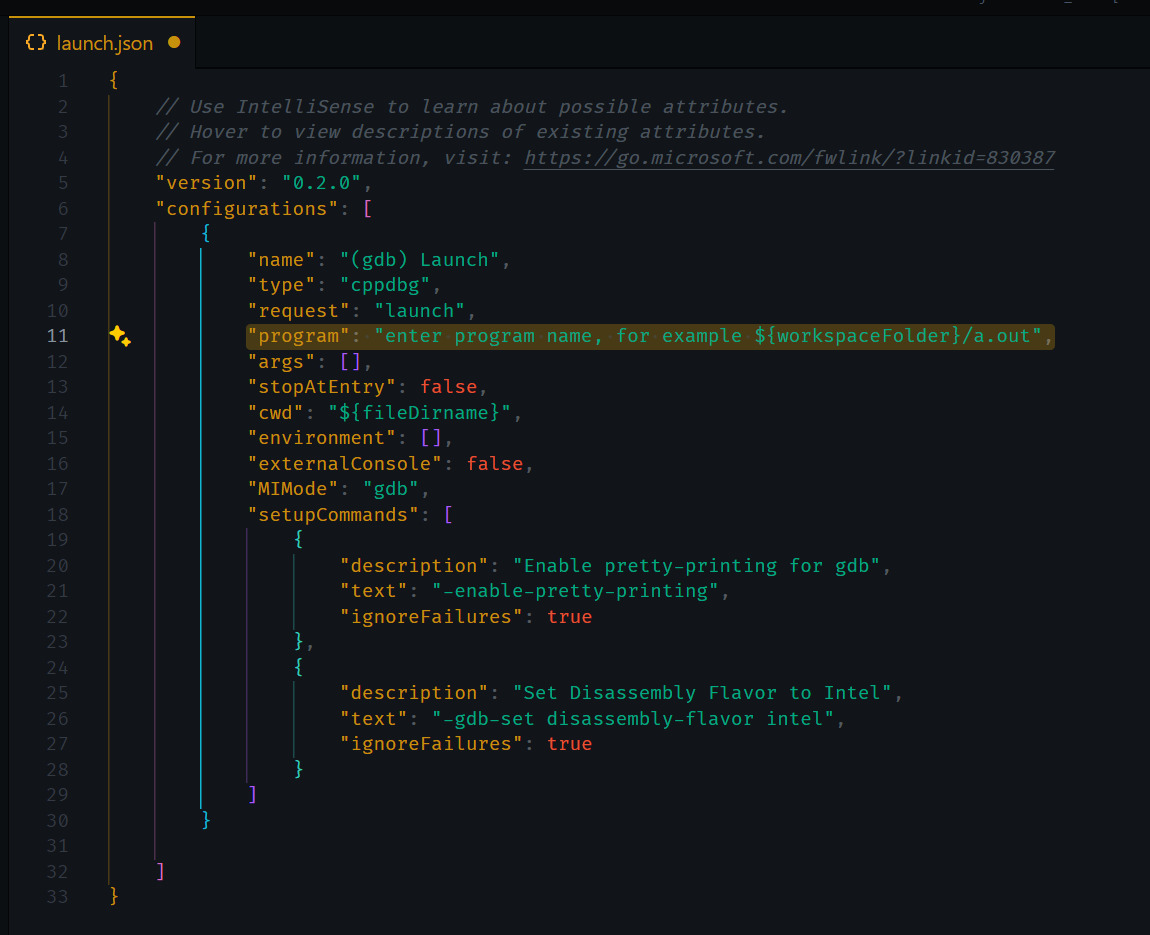 launch.json
1 {
2 // Use IntelliSense to learn about possible attributes.
3 // Hover to view descriptions of existing attributes.
4 // For more information, visit: https://go.microsoft.com/fwlink/?linkid=830387
5 "version": "0.2.0",
6 "configurations": [
7 {
8 "name": "(gdb) Launch",
9 "type": "cppdbg",
10 "request": "launch",
11 "program": "enter program name, for example ${workspaceFolder}/a.out",
12 "args": [],
13 "stopAtEntry": false,
14 "cwd": "${fileDirname}",
15 "environment": [],
16 "externalConsole": false,
17 "MIMode": "gdb",
18 "setupCommands": [
19 {
20 "description": "Enable pretty-printing for gdb",
21 "text": "-enable-pretty-printing",
22 "ignoreFailures": true
23 },
24 {
25 "description": "Set Disassembly Flavor to Intel",
26 "text": "-gdb-set disassembly-flavor intel",
27 "ignoreFailures": true
28 }
29 ]
30 }
31
32 ]
33 }